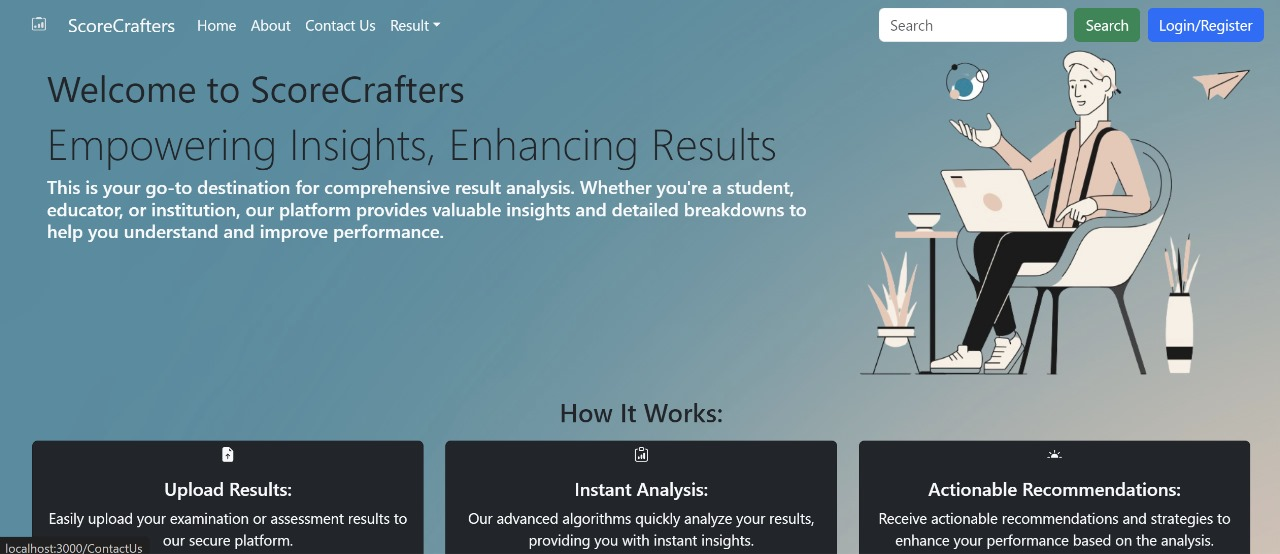 ScoreCrafters Home About Contact Us Result Search Search Login/Register
Welcome to ScoreCrafters
Empowering Insights, Enhancing Results
This is your go-to destination for comprehensive result analysis. Whether you're a student,
educator, or institution, our platform provides valuable insights and detailed breakdowns to
help you understand and improve performance.
How It Works:
Upload Results:
Easily upload your examination or assessment results to
our secure platform.
Instant Analysis:
Our advanced algorithms quickly analyze your results,
providing you with instant insights.
Actionable Recommendations:
Receive actionable recommendations and strategies to
enhance your performance based on the analysis.
localhost:3000/ContactUs